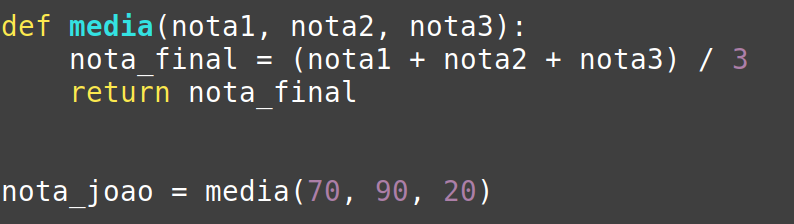 def media(nota1, nota2, nota3):
    nota_final = (nota1 + nota2 + nota3) / 3
    return nota_final
nota_joao = media(70, 90, 20)